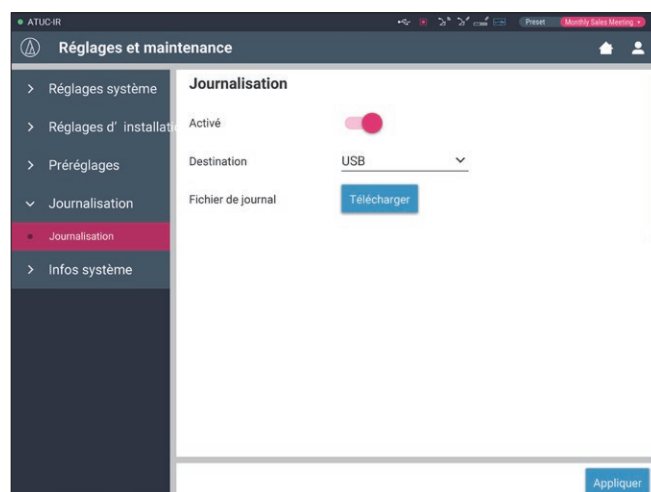 ATUC-IR
Preset
Monthly Sales Meeting
Réglages et maintenance
Réglages système
Réglages d' installati
Préréglages
Journalisation
Journalisation
Infos système
Journalisation
Activé
Destination
USB
Fichier de journal
Télécharger
Appliquer